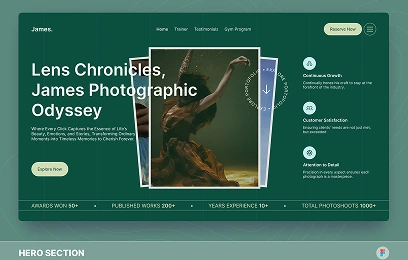 James.
Home Trainer Testimonials Gym Program
Reserve Now
Lens Chronicles,
James Photographic
Odyssey
Where Every Click Captures the Essence of Life's
Beauty, Emotions, and Stories, Transforming Ordinary
Moments into Timeless Memories to Cherish Forever.
Explore Now
Continuous Growth
Continually hones his craft to stay at the
forefront of the industry.
Customer Satisfaction
Ensuring clients' needs are not just met,
but exceeded
Attention to Detail
Precision in every aspect ensures each
photograph is a masterpiece.
AWARDS WON 50+ • PUBLISHED WORKS 200+ • YEARS EXPERIENCE 10+ • TOTAL PHOTOSHOOTS 1000+
HERO SECTION